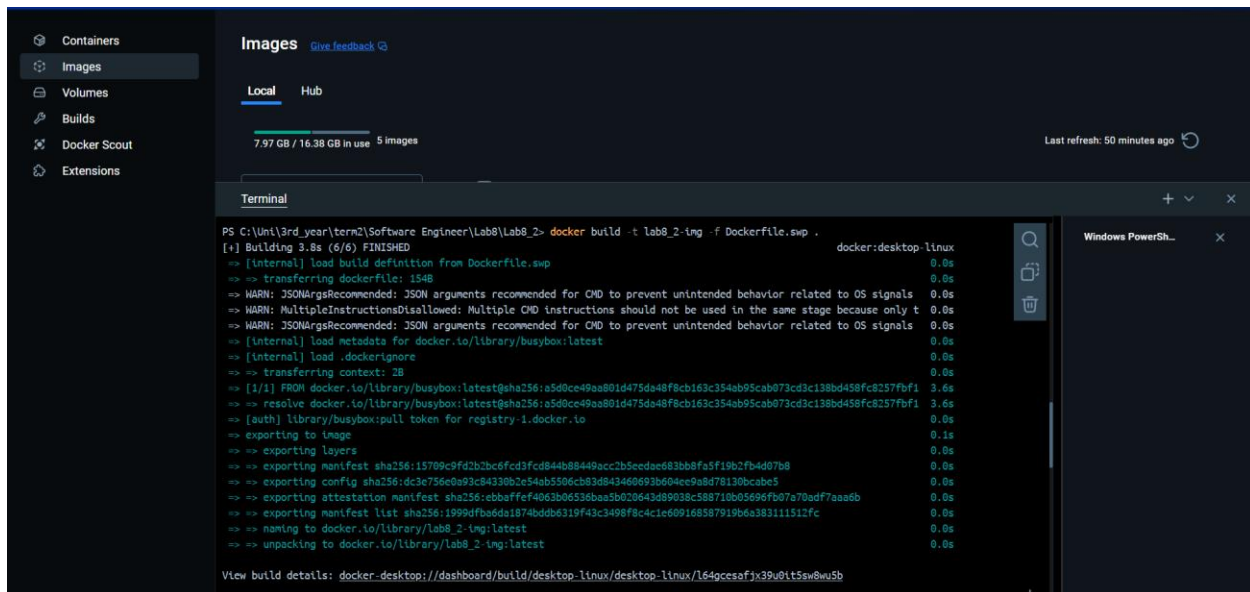 Containers
Images
Volumes
Builds
Docker Scout
Extensions
Images Give feedback
Local Hub
7.97 GB / 16.38 GB in use 5 images
Last refresh: 50 minutes ago
Terminal
Windows PowerSh...
PS C:\Uni\3rd_year\term2\Software Engineer\Lab8\Lab8_2> docker build -t lab8_2-img -f Dockerfile.swp .
[+] Building 3.8s (6/6) FINISHED docker:desktop-linux
=> [internal] load build definition from Dockerfile.swp 0.0s
=> => transferring dockerfile: 154B 0.0s
=> WARN: JSONArgsRecommended: JSON arguments recommended for CMD to prevent unintended behavior related to OS signals 0.0s
=> WARN: MultipleInstructionsDisallowed: Multiple CMD instructions should not be used in the same stage because only t 0.0s
=> WARN: JSONArgsRecommended: JSON arguments recommended for CMD to prevent unintended behavior related to OS signals 0.0s
=> [internal] load metadata for docker.io/library/busybox:latest 0.0s
=> [internal] load .dockerignore 0.0s
=> => transferring context: 2B 0.0s
=> [1/1] FROM docker.io/library/busybox:latest@sha256:a5d0ce49aa801d475da48f8cb163c354ab95cab073cd3c138bd458fc8257fbf1 3.6s
=> => resolve docker.io/library/busybox:latest@sha256:a5d0ce49aa801d475da48f8cb163c354ab95cab073cd3c138bd458fc8257fbf1 3.6s
=> [auth] library/busybox:pull token for registry-1.docker.io 0.0s
=> exporting to image 0.1s
=> => exporting layers 0.0s
=> => exporting manifest sha256:15709c9fd2b2bc6fcd3fcd844b88449acc2b5eedae683bb8fa5f19b2fb4d07b8 0.0s
=> => exporting config sha256:dc3e756e0a93c84330b2e54ab5506cb83d843460693b604ee9a8d78130bcabe5 0.0s
=> => exporting attestation manifest sha256:ebbaffef4063b06536baa5b020643d89038c588710b05696fb07a70adf7aaa6b 0.0s
=> => exporting manifest list sha256:1999dfba6da1874bddb6319f43c3498f8c4c1e609168587919b6a383111512fc 0.0s
=> => naming to docker.io/library/lab8_2-img:latest 0.0s
=> => unpacking to docker.io/library/lab8_2-img:latest 0.0s
View build details: docker-desktop://dashboard/build/desktop-linux/desktop-linux/l64gcesafjx39u0it5sw8wu5b